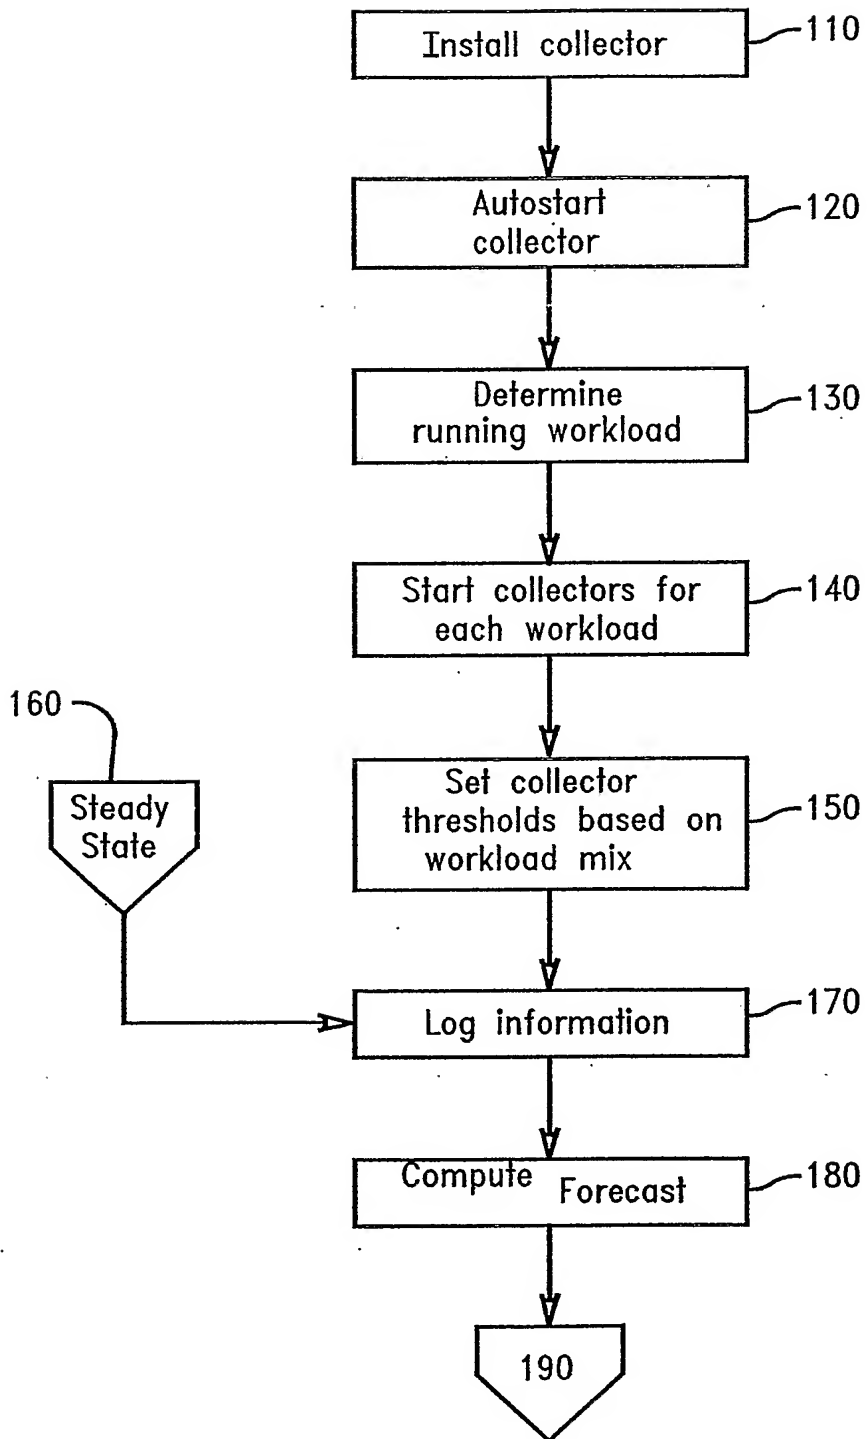 Install collector
110
Autostart
collector
120
Determine
running workload
130
Start collectors for
each workload
140
160
Steady
State
Set collector
thresholds based on
workload mix
150
Log information
170
Compute Forecast
180
190